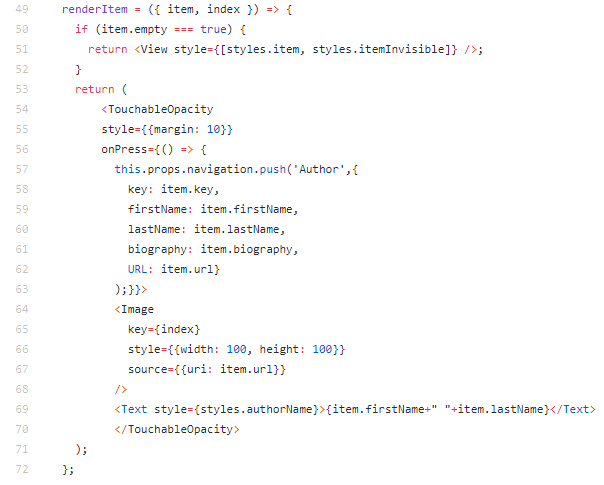 49 renderItem = ({ item, index }) => {
50 if (item.empty === true) {
51 return <View style={[styles.item, styles.itemInvisible]} />;
52 }
53 return (
54 <TouchableOpacity
55 style={{margin: 10}}
56 onPress={() => {
57 this.props.navigation.push('Author',{
58 key: item.key,
59 firstName: item.firstName,
60 lastName: item.lastName,
61 biography: item.biography,
62 URL: item.url}
63 );}}>
64 <Image
65 key={index}
66 style={{width: 100, height: 100}}
67 source={{uri: item.url}}
68 />
69 <Text style={styles.authorName}>{item.firstName+" "+item.lastName}</Text>
70 </TouchableOpacity>
71 );
72 };